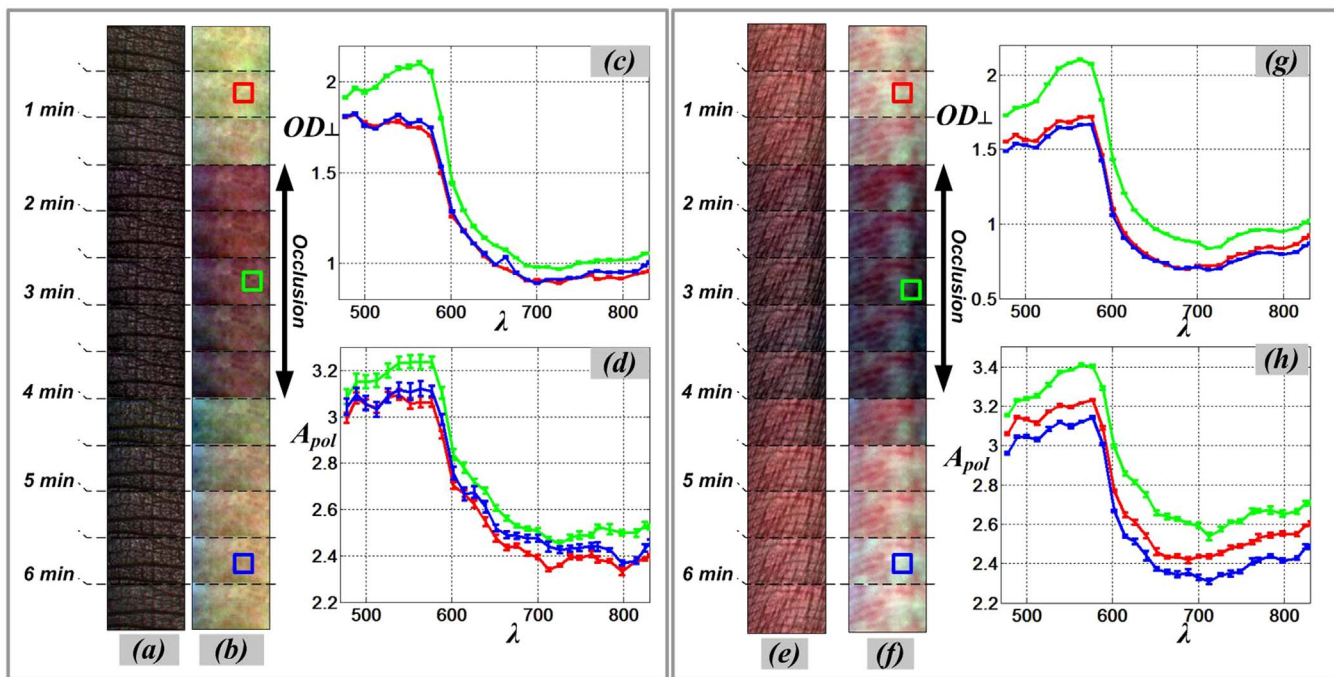 1 min
2 min
3 min
4 min
5 min
6 min
Occlusion
(a)
(b)
(c)
OD⊥
2
1.5
1
500
600
700
800
λ
(d)
A_pol
3.2
3
2.8
2.6
2.4
2.2
500
600
700
800
λ
1 min
2 min
3 min
4 min
5 min
6 min
Occlusion
(e)
(f)
(g)
OD⊥
2
1.5
1
0.5
500
600
700
800
λ
(h)
A_pol
3.4
3.2
3
2.8
2.6
2.4
2.2
500
600
700
800
λ